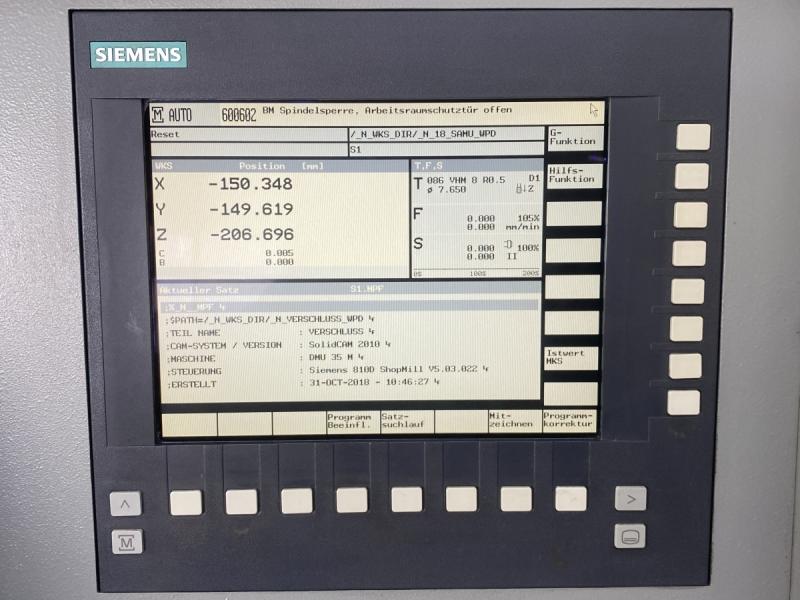 SIEMENS
M AUTO 600602 BM Spindelsperre, Arbeitsraumschutztür offen
Reset /_N_WKS_DIR/_N_18_SAMU_WPD
S1
G-
Funktion
WKS Position [mm] T,F,S
X -150.348
Y -149.619
Z -206.696
C 0.005
B 0.000
T 086 VHM 8 R0.5 D1
ø 7.650 Z
F 0.000 105%
0.000 mm/min
S 0.000 100%
0.000 II
0% 100% 200%
Hilfs-
Funktion
Aktueller Satz S1.MPF
;%_N_ MPF
;$PATH=/_N_WKS_DIR/_N_VERSCHLUSS_WPD
;TEIL NAME : VERSCHLUSS
;CAM-SYSTEM / VERSION : SolidCAM 2010
;MASCHINE : DMU 35 M
;STEUERUNG : Siemens 810D ShopMill V5.03.022
;ERSTELLT : 31-OCT-2018 - 10:46:27
Istwert
MKS
Programm
Beeinfl.
Satz-
suchlauf
Mit-
zeichnen
Programm-
korrektur
^ >
M